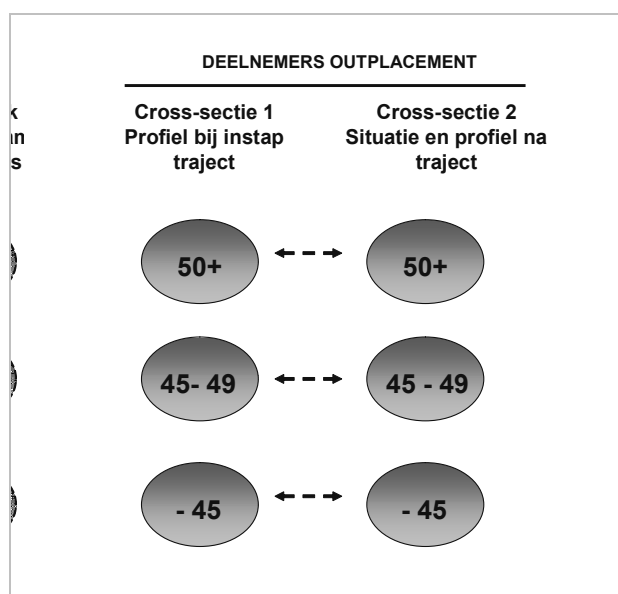 DEELNEMERS OUTPLACEMENT
Cross-sectie 1
Profiel bij instap
traject
Cross-sectie 2
Situatie en profiel na
traject
50+
50+
45- 49
45 - 49
- 45
- 45